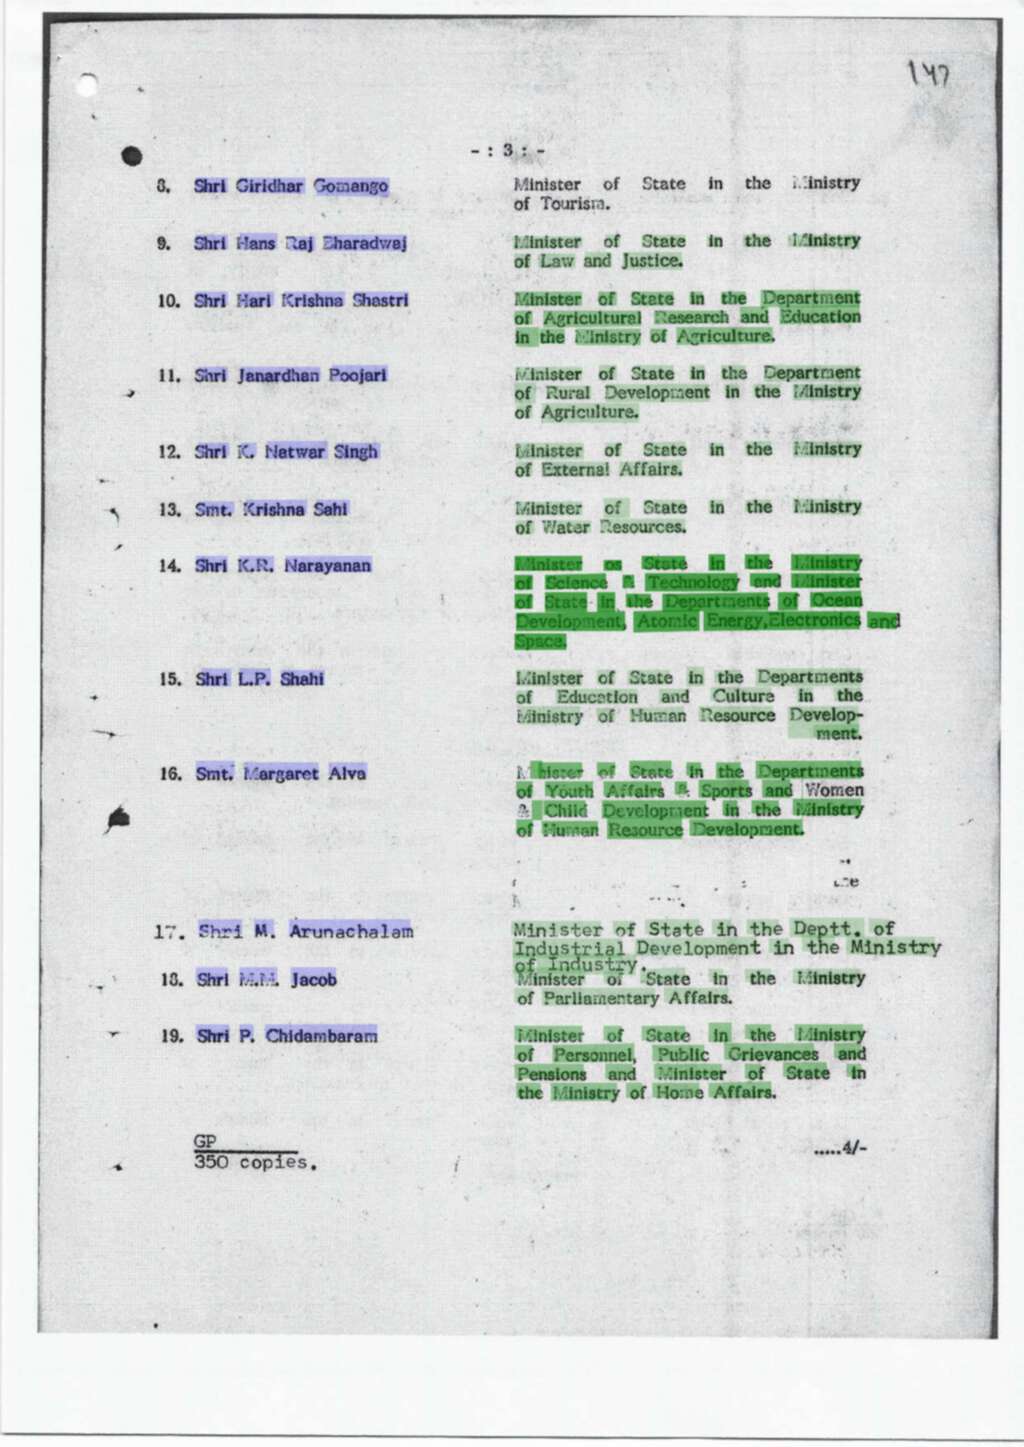 147
- : 3 : -
8. Shri Giridhar Gomango Minister of State in the Ministry
of Tourism.
9. Shri Hans Raj Bharadwaj Minister of State in the Ministry
of Law and Justice.
10. Shri Hari Krishna Shastri Minister of State in the Department
of Agricultural Research and Education
in the Ministry of Agriculture.
11. Shri Janardhan Poojari Minister of State in the Department
of Rural Development in the Ministry
of Agriculture.
12. Shri K. Natwar Singh Minister of State in the Ministry
of External Affairs.
13. Smt. Krishna Sahi Minister of State in the Ministry
of Water Resources.
14. Shri K.R. Narayanan Minister os State in the Ministry
of Science & Technology and Minister
of State in the Departments of Ocean
Development, Atomic Energy,Electronics and
Space.
15. Shri L.P. Shahi Minister of State in the Departments
of Education and Culture in the
Ministry of Human Resource Develop-
ment.
16. Smt. Margaret Alva Minister of State in the Departments
of Youth Affairs & Sports and Women
& Child Development in the Ministry
of Human Resource Development.
17. Shri M. Arunachalam Minister of State in the Deptt. of
Industrial Development in the Ministry
of Industry.
18. Shri M.M. Jacob Minister of State in the Ministry
of Parliamentary Affairs.
19. Shri P. Chidambaram Minister of State in the Ministry
of Personnel, Public Grievances and
Pensions and Minister of State in
the Ministry of Home Affairs.
GP
350 copies.
.....4/-